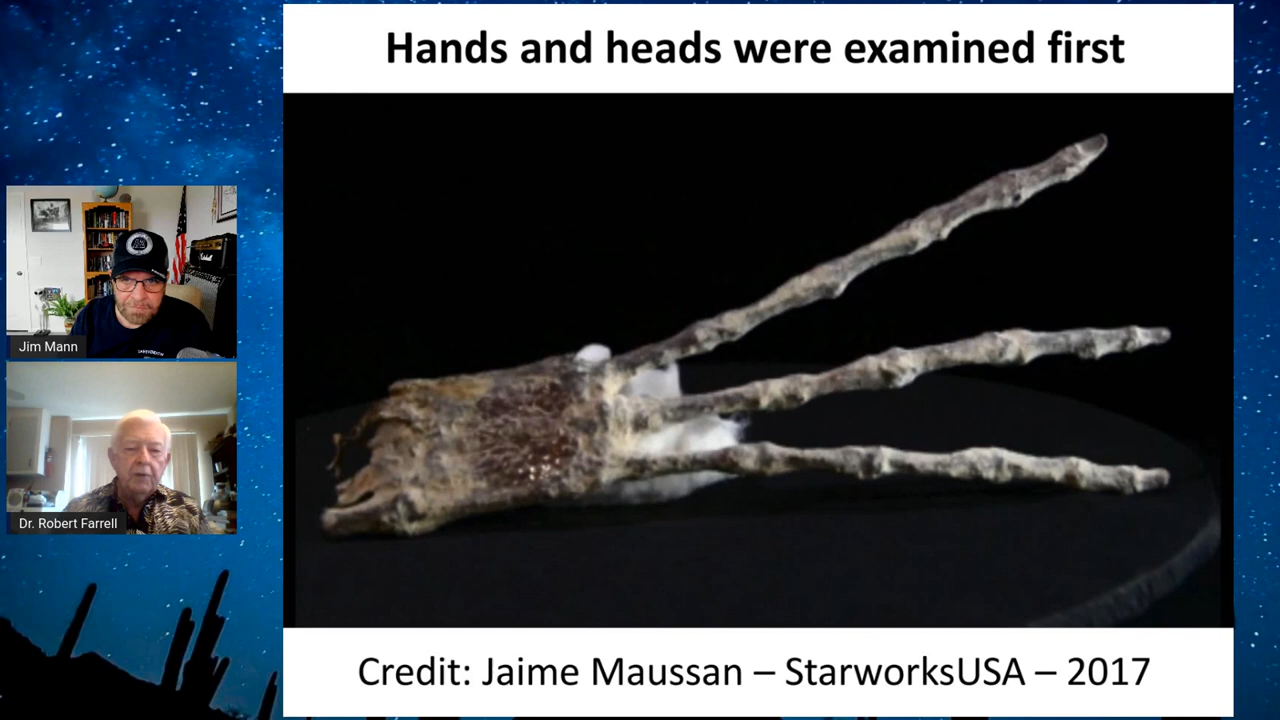 Hands and heads were examined first
Jim Mann
Dr. Robert Farrell
Credit: Jaime Maussan – StarworksUSA – 2017